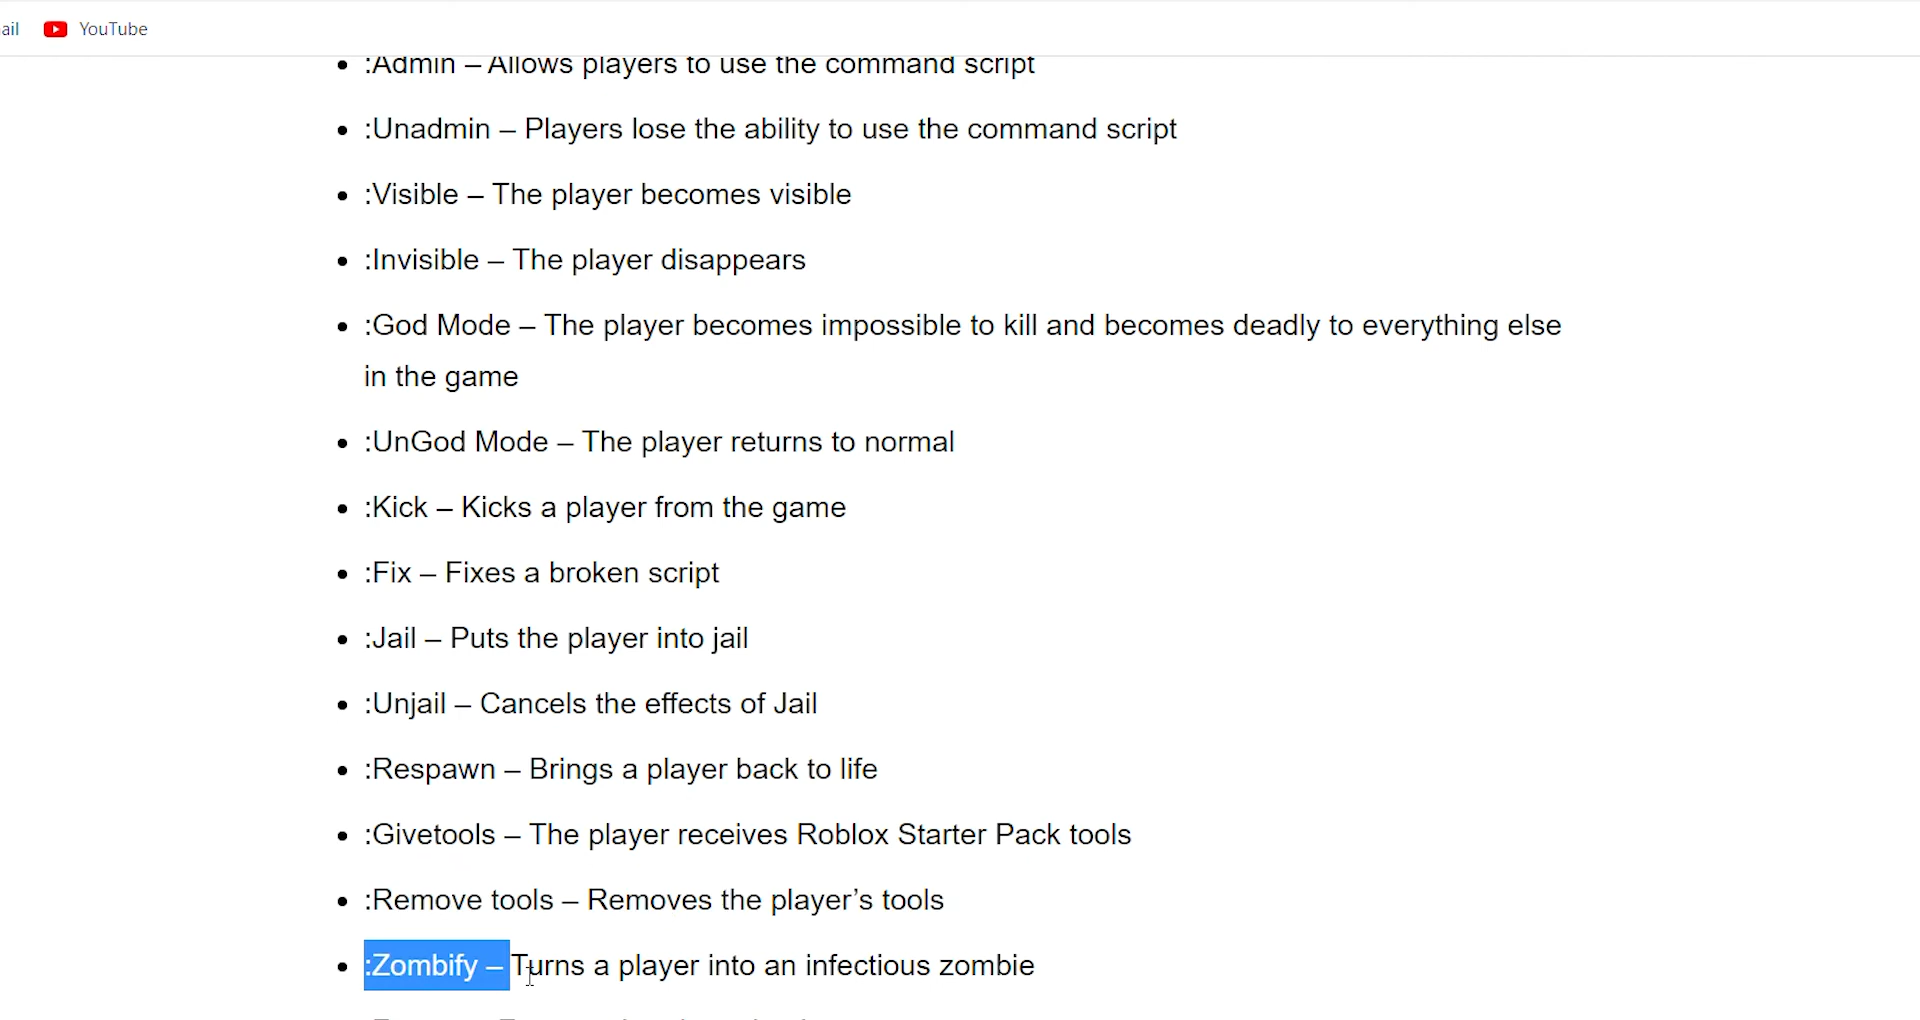 ail YouTube
:Admin – Allows players to use the command script
:Unadmin – Players lose the ability to use the command script
:Visible – The player becomes visible
:Invisible – The player disappears
:God Mode – The player becomes impossible to kill and becomes deadly to everything else
in the game
:UnGod Mode – The player returns to normal
:Kick – Kicks a player from the game
:Fix – Fixes a broken script
:Jail – Puts the player into jail
:Unjail – Cancels the effects of Jail
:Respawn – Brings a player back to life
:Givetools – The player receives Roblox Starter Pack tools
:Remove tools – Removes the player’s tools
:Zombify – Turns a player into an infectious zombie